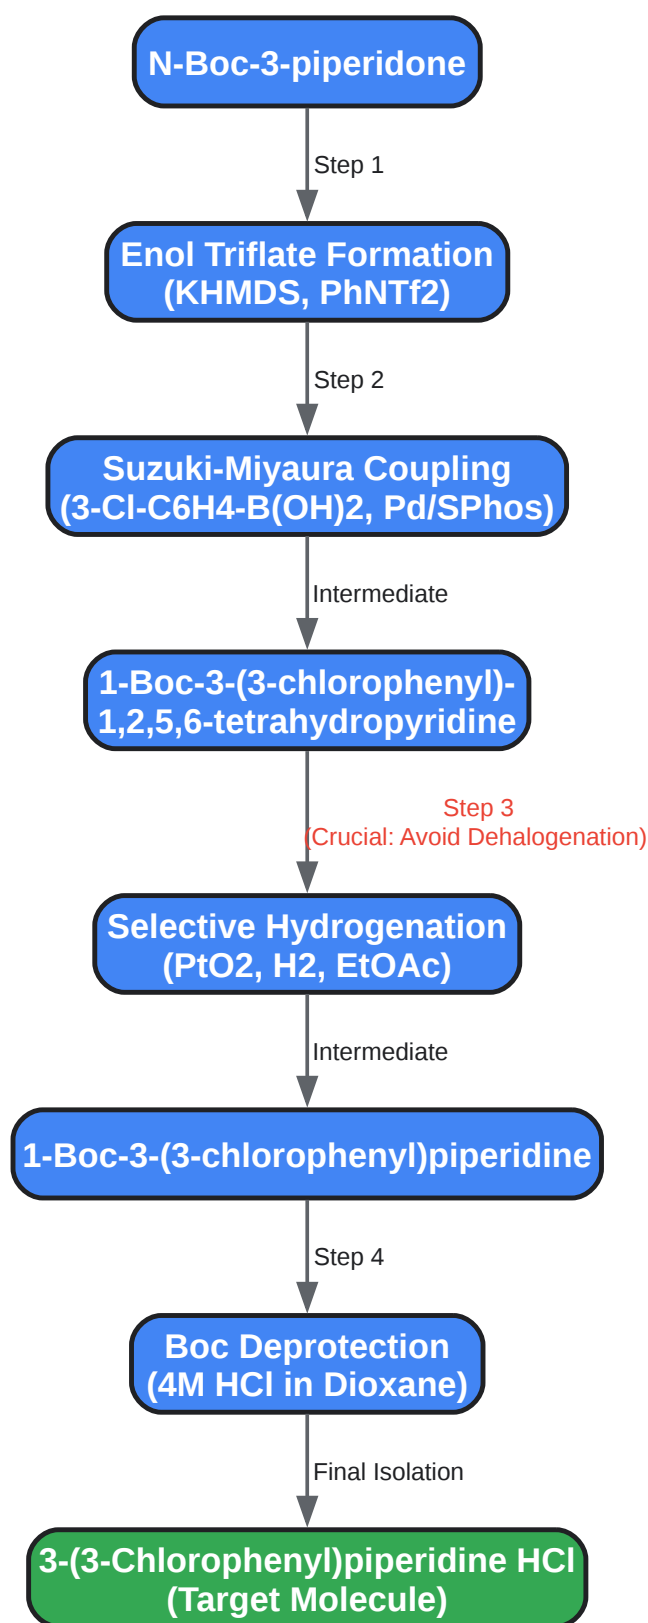 N-Boc-3-piperidone
Step 1
Enol Triflate Formation
(KHMDS, PhNTf2)
Step 2
Suzuki-Miyaura Coupling
(3-Cl-C6H4-B(OH)2, Pd/SPhos)
Intermediate
1-Boc-3-(3-chlorophenyl)-
1,2,5,6-tetrahydropyridine
Step 3
(Crucial: Avoid Dehalogenation)
Selective Hydrogenation
(PtO2, H2, EtOAc)
Intermediate
1-Boc-3-(3-chlorophenyl)piperidine
Step 4
Boc Deprotection
(4M HCl in Dioxane)
Final Isolation
3-(3-Chlorophenyl)piperidine HCl
(Target Molecule)